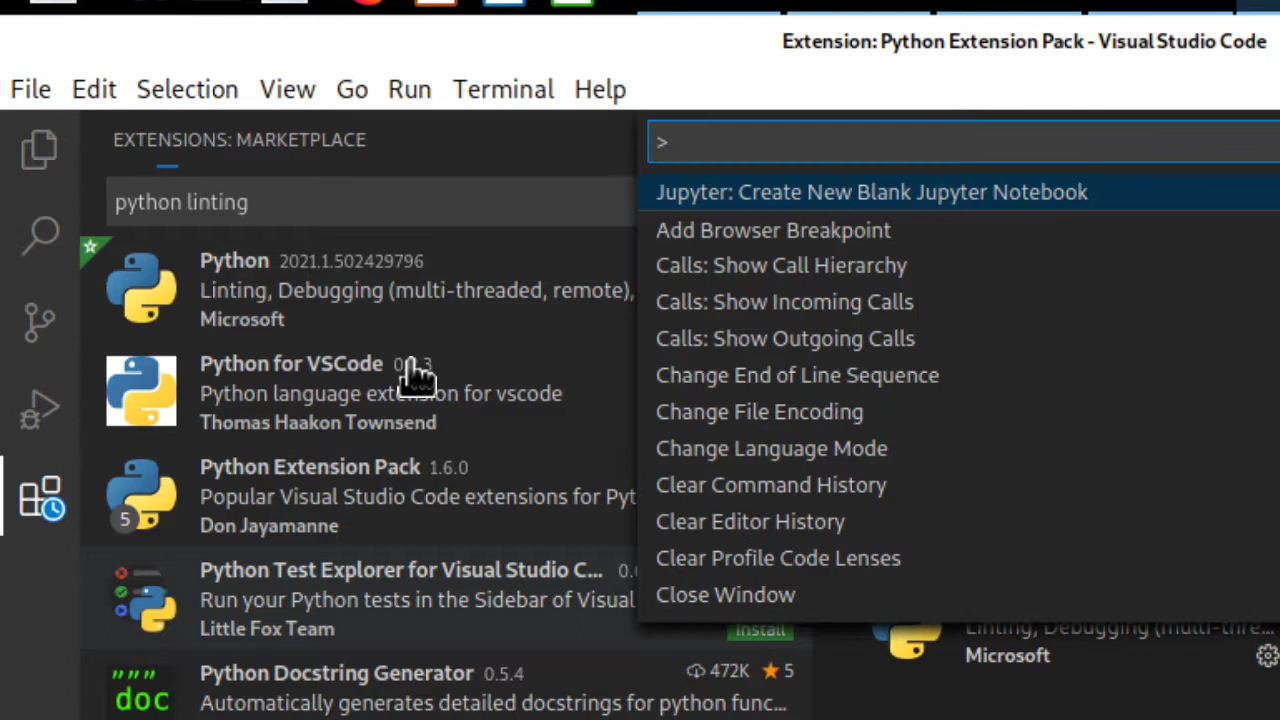 Extension: Python Extension Pack - Visual Studio Code
File Edit Selection View Go Run Terminal Help
EXTENSIONS: MARKETPLACE
python linting
Python 2021.1.502429796
Linting, Debugging (multi-threaded, remote),
Microsoft
Python for VSCode
Python language extension for vscode
Thomas Haakon Townsend
Python Extension Pack 1.6.0
Popular Visual Studio Code extensions for Pyt
5
Don Jayamanne
Python Test Explorer for Visual Studio C... 0.
Run your Python tests in the Sidebar of Visual
Little Fox Team
Install
Python Docstring Generator 0.5.4
472K 5
"""
doc
Automatically generates detailed docstrings for python func...
>
Jupyter: Create New Blank Jupyter Notebook
Add Browser Breakpoint
Calls: Show Call Hierarchy
Calls: Show Incoming Calls
Calls: Show Outgoing Calls
Change End of Line Sequence
Change File Encoding
Change Language Mode
Clear Command History
Clear Editor History
Clear Profile Code Lenses
Close Window
Linting, Debugging (multi-thre...
Microsoft